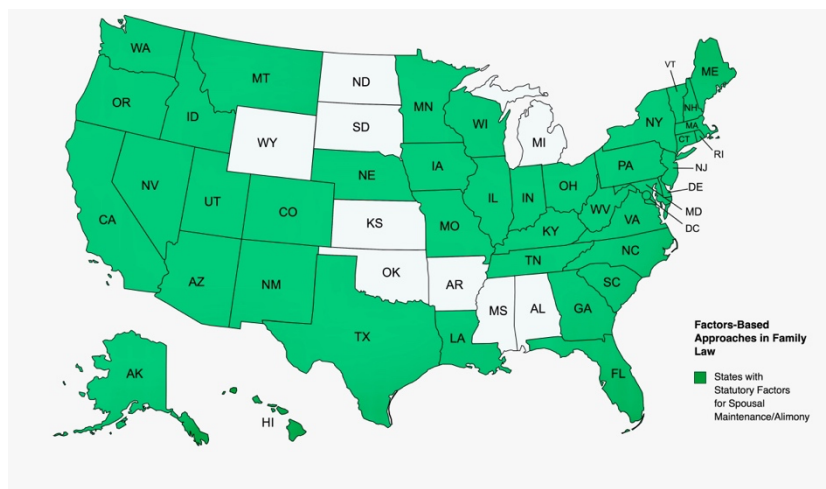 WA
MT
ND
MN
OR
ID
WY
SD
WI
MI
VT
ME
NH
NY
MA
CT
RI
NV
UT
CO
NE
IA
IL
IN
OH
PA
NJ
DE
MD
DC
CA
KS
MO
KY
WV
VA
AZ
NM
OK
AR
TN
NC
SC
TX
LA
MS
AL
GA
FL
AK
HI
Factors-Based
Approaches in Family
Law
States with
Statutory Factors
for Spousal
Maintenance/Alimony